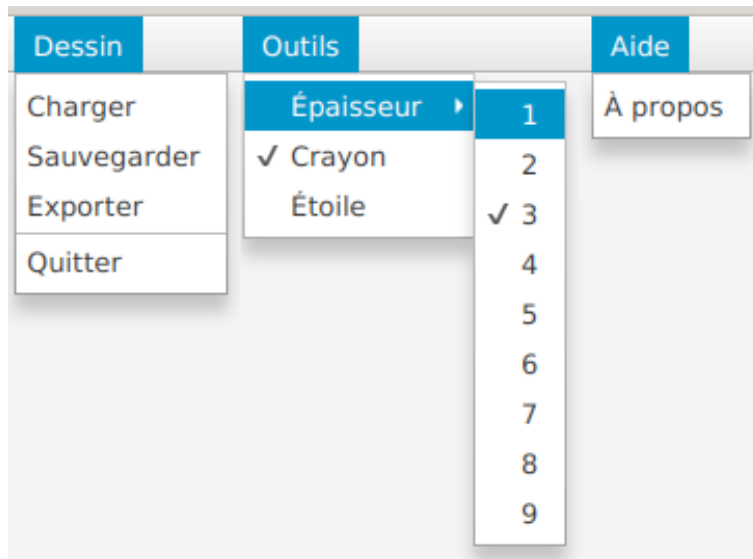 Dessin
Charger
Sauvegarder
Exporter
Quitter
Outils
Épaisseur
✓ Crayon
Étoile
1
2
✓ 3
4
5
6
7
8
9
Aide
À propos